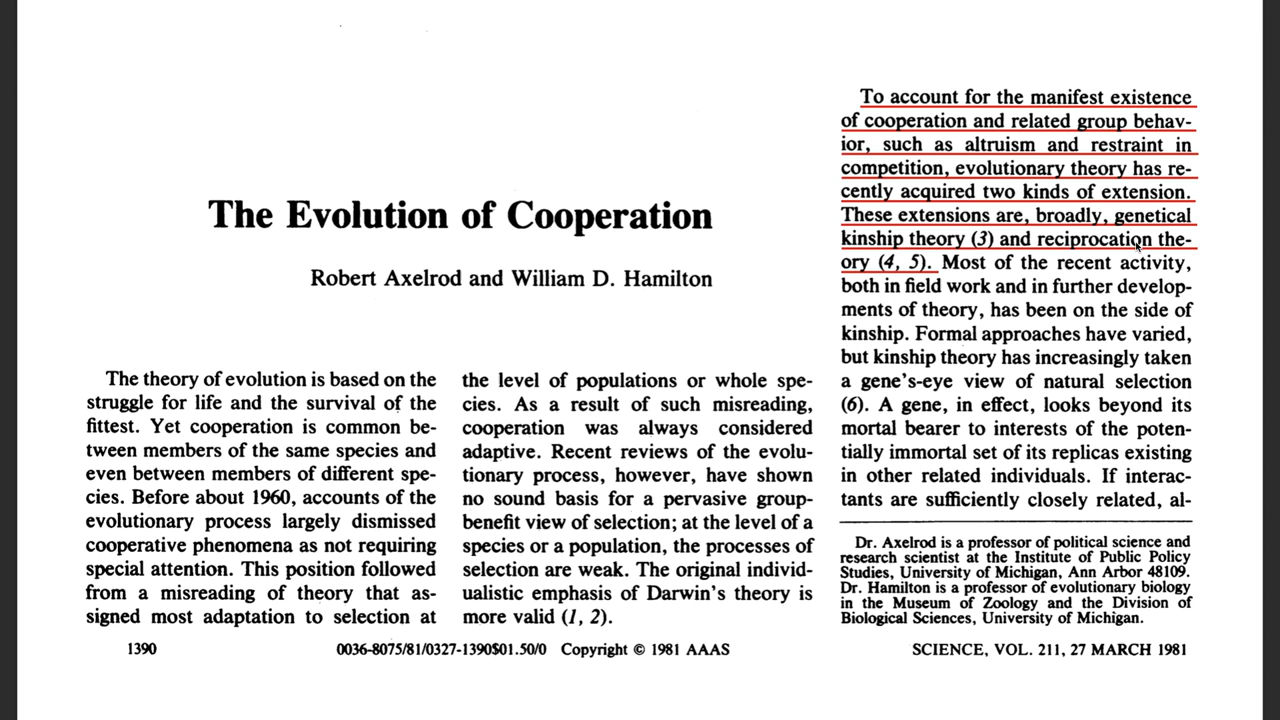 The Evolution of Cooperation
Robert Axelrod and William D. Hamilton
The theory of evolution is based on the
struggle for life and the survival of the
fittest. Yet cooperation is common be-
tween members of the same species and
even between members of different spe-
cies. Before about 1960, accounts of the
evolutionary process largely dismissed
cooperative phenomena as not requiring
special attention. This position followed
from a misreading of theory that as-
signed most adaptation to selection at
the level of populations or whole spe-
cies. As a result of such misreading,
cooperation was always considered
adaptive. Recent reviews of the evolu-
tionary process, however, have shown
no sound basis for a pervasive group-
benefit view of selection; at the level of a
species or a population, the processes of
selection are weak. The original individ-
ualistic emphasis of Darwin's theory is
more valid (1, 2).
To account for the manifest existence
of cooperation and related group behav-
ior, such as altruism and restraint in
competition, evolutionary theory has re-
cently acquired two kinds of extension.
These extensions are, broadly, genetical
kinship theory (3) and reciprocation the-
ory (4, 5). Most of the recent activity,
both in field work and in further develop-
ments of theory, has been on the side of
kinship. Formal approaches have varied,
but kinship theory has increasingly taken
a gene's-eye view of natural selection
(6). A gene, in effect, looks beyond its
mortal bearer to interests of the poten-
tially immortal set of its replicas existing
in other related individuals. If interac-
tants are sufficiently closely related, al-
Dr. Axelrod is a professor of political science and
research scientist at the Institute of Public Policy
Studies, University of Michigan, Ann Arbor 48109.
Dr. Hamilton is a professor of evolutionary biology
in the Museum of Zoology and the Division of
Biological Sciences, University of Michigan.
1390
0036-8075/81/0327-1390$01.50/0 Copyright © 1981 AAAS
SCIENCE, VOL. 211, 27 MARCH 1981